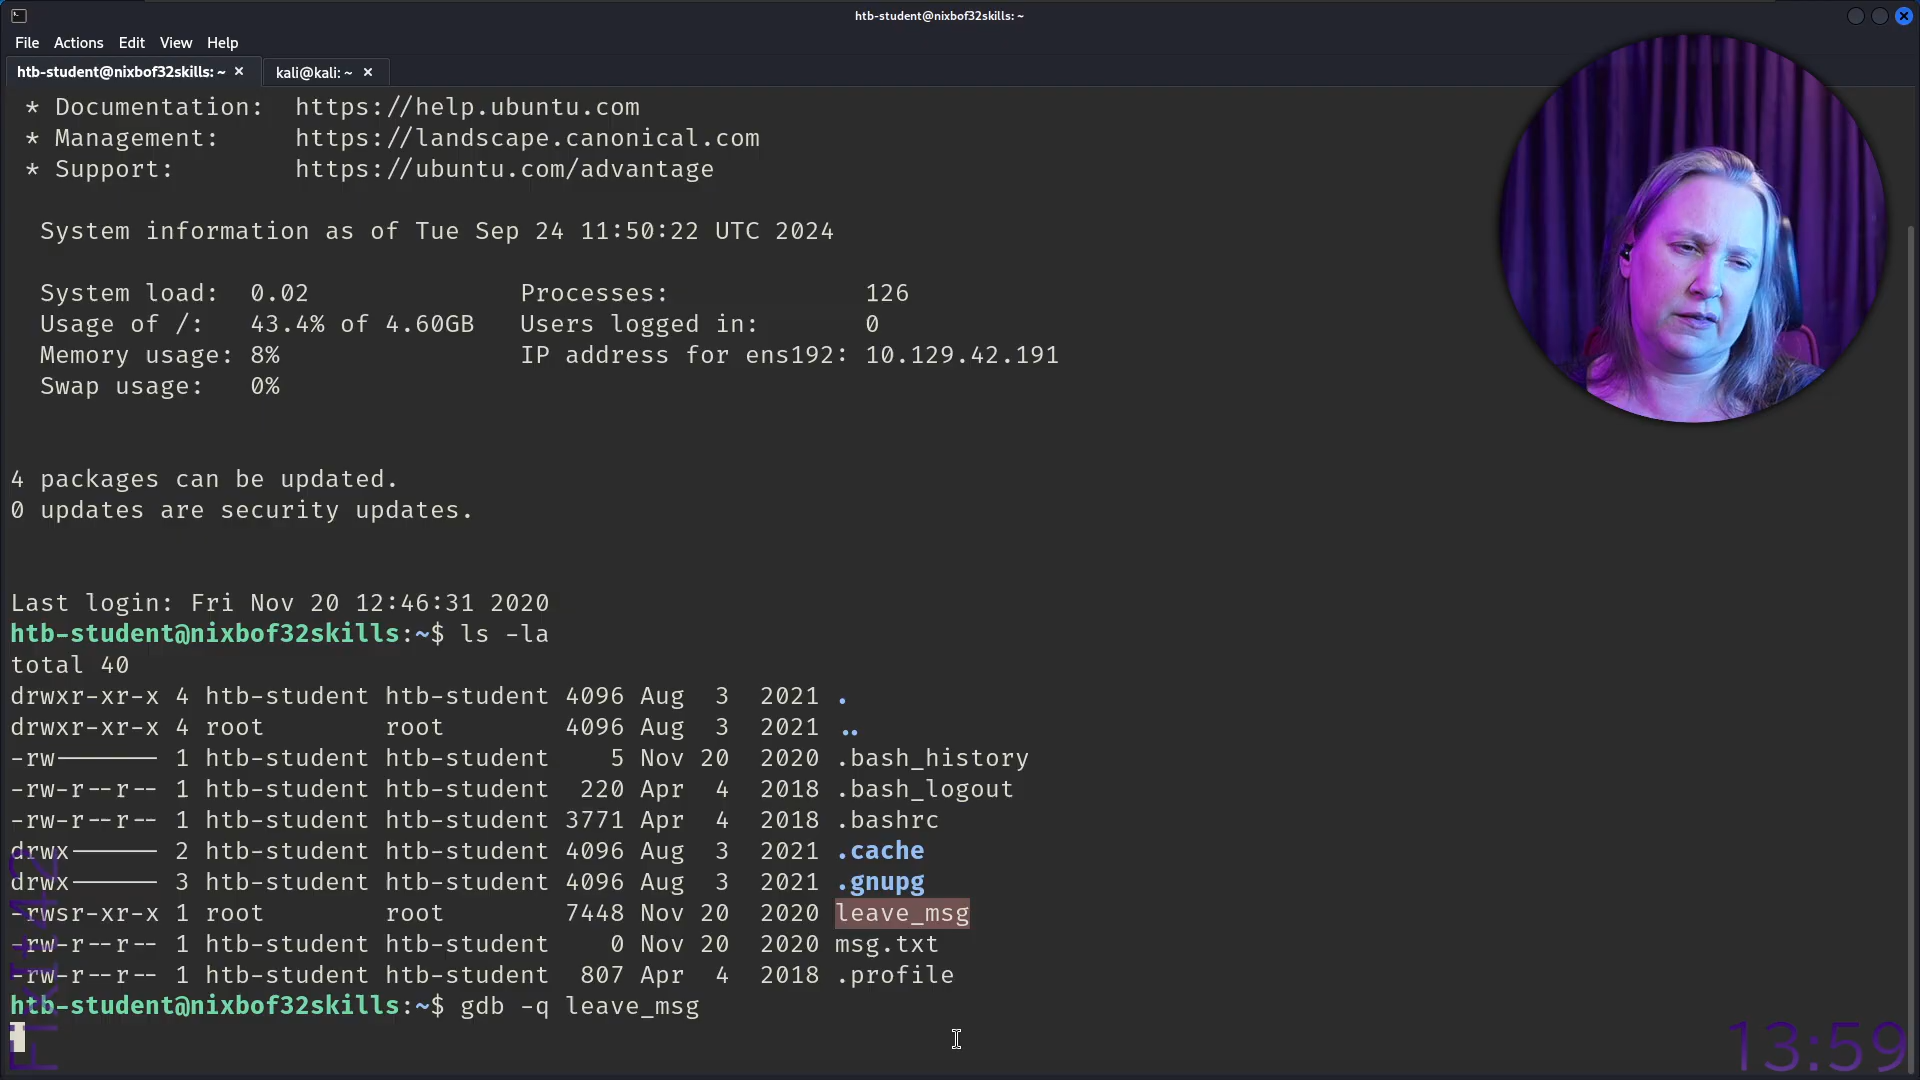 htb-student@nixbof32skills: ~
File Actions Edit View Help
htb-student@nixbof32skills: ~ × kali@kali: ~ ×
* Documentation: https://help.ubuntu.com
* Management: https://landscape.canonical.com
* Support: https://ubuntu.com/advantage
System information as of Tue Sep 24 11:50:22 UTC 2024
System load: 0.02 Processes: 126
Usage of /: 43.4% of 4.60GB Users logged in: 0
Memory usage: 8% IP address for ens192: 10.129.42.191
Swap usage: 0%
4 packages can be updated.
0 updates are security updates.
Last login: Fri Nov 20 12:46:31 2020
htb-student@nixbof32skills:~$ ls -la
total 40
drwxr-xr-x 4 htb-student htb-student 4096 Aug 3 2021 .
drwxr-xr-x 4 root root 4096 Aug 3 2021 ..
-rw------- 1 htb-student htb-student 5 Nov 20 2020 .bash_history
-rw-r--r-- 1 htb-student htb-student 220 Apr 4 2018 .bash_logout
-rw-r--r-- 1 htb-student htb-student 3771 Apr 4 2018 .bashrc
drwx------ 2 htb-student htb-student 4096 Aug 3 2021 .cache
drwx------ 3 htb-student htb-student 4096 Aug 3 2021 .gnupg
-rwsr-xr-x 1 root root 7448 Nov 20 2020 leave_msg
-rw-r--r-- 1 htb-student htb-student 0 Nov 20 2020 msg.txt
-rw-r--r-- 1 htb-student htb-student 807 Apr 4 2018 .profile
htb-student@nixbof32skills:~$ gdb -q leave_msg
13:59